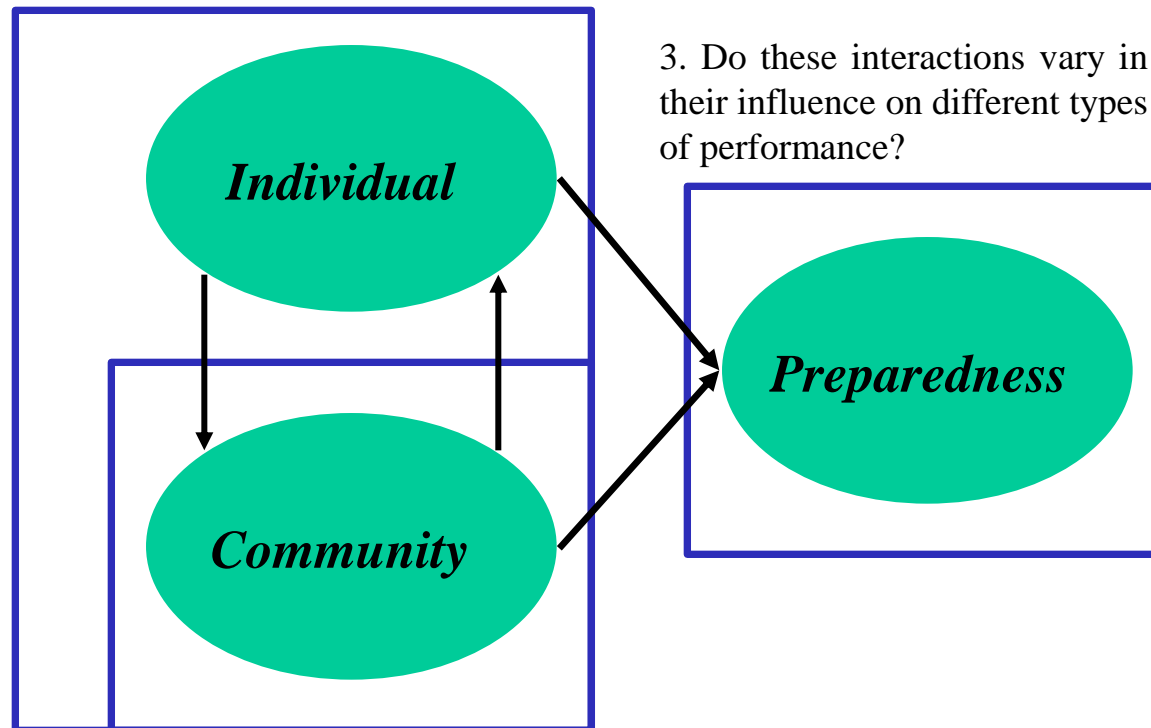 3. Do these interactions vary in
their influence on different types
of performance?
Individual
Preparedness
Community